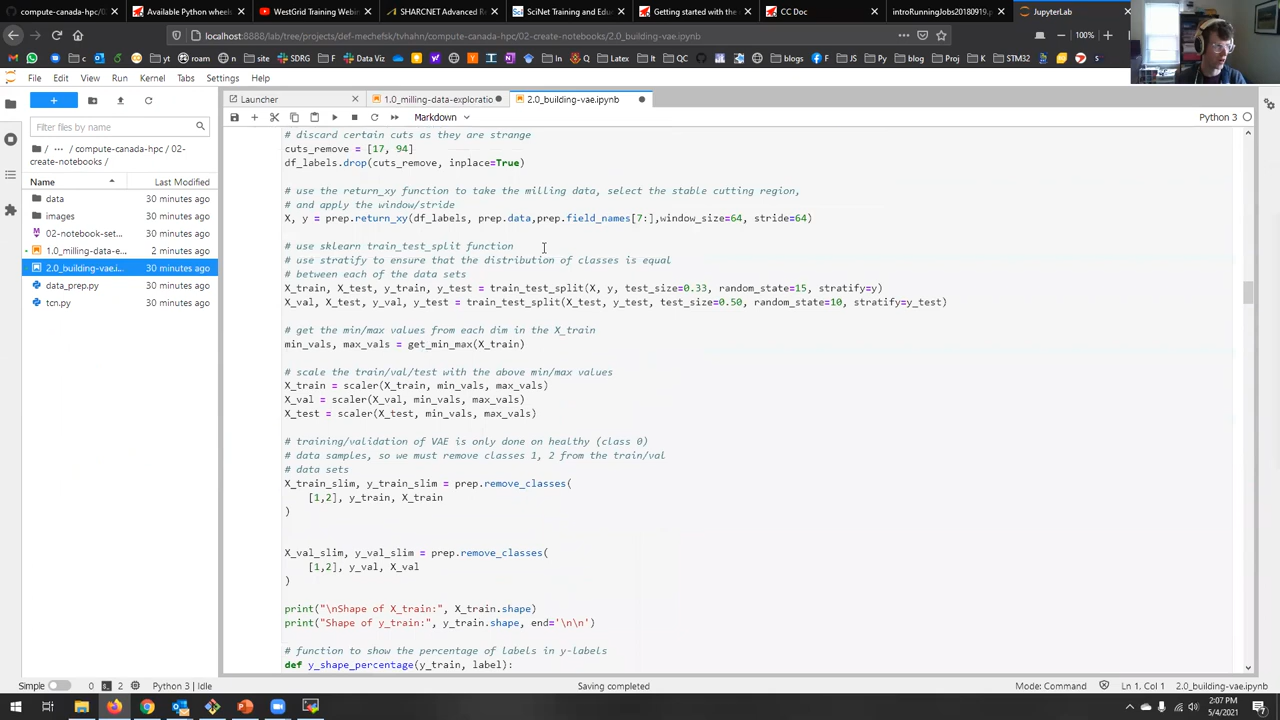 compute-canada-hpc/02-c
Available Python wheels
WestGrid Training Webin
SHARCNET Advanced R
SciNet Training and Edu
Getting started with the
CC Doc
introRunningJobs20180919.p
JupyterLab
localhost:8888/lab/tree/projects/def-mechefsk/tvhahn/compute-canada-hpc/02-create-notebooks/2.0_building-vae.ipynb
100%
c
roam
n
site
SDRG
Dist
IT
Q
Latex
It
QC
blogs
JS
Py
Proj
STM32
File
Edit
View
Run
Kernel
Tabs
Settings
Help
Launcher
1.0_milling-data-exploratio
2.0_building-vae.ipynb
Filter files by name
Markdown
Python 3
/ ··· / compute-canada-hpc / 02-
create-notebooks /
Name
Last Modified
data
30 minutes ago
images
30 minutes ago
02-notebook-set...
30 minutes ago
1.0_milling-data-e...
2 minutes ago
2.0_building-vae.i...
30 minutes ago
data_prep.py
30 minutes ago
tcn.py
30 minutes ago
# discard certain cuts as they are strange
cuts_remove = [17, 94]
df_labels.drop(cuts_remove, inplace=True)
# use the return_xy function to take the milling data, select the stable cutting region,
# and apply the window/stride
X, y = prep.return_xy(df_labels, prep.data,prep.field_names[7:],window_size=64, stride=64)
# use sklearn train_test_split function
# use stratify to ensure that the distribution of classes is equal
# between each of the data sets
X_train, X_test, y_train, y_test = train_test_split(X, y, test_size=0.33, random_state=15, stratify=y)
X_val, X_test, y_val, y_test = train_test_split(X_test, y_test, test_size=0.50, random_state=10, stratify=y_test)
# get the min/max values from each dim in the X_train
min_vals, max_vals = get_min_max(X_train)
# scale the train/val/test with the above min/max values
X_train = scaler(X_train, min_vals, max_vals)
X_val = scaler(X_val, min_vals, max_vals)
X_test = scaler(X_test, min_vals, max_vals)
# training/validation of VAE is only done on healthy (class 0)
# data samples, so we must remove classes 1, 2 from the train/val
# data sets
X_train_slim, y_train_slim = prep.remove_classes(
[1,2], y_train, X_train
)
X_val_slim, y_val_slim = prep.remove_classes(
[1,2], y_val, X_val
)
print("\nShape of X_train:", X_train.shape)
print("Shape of y_train:", y_train.shape, end='\n\n')
# function to show the percentage of labels in y-labels
def y_shape_percentage(y_train, label):
Simple
0
2
Python 3 | Idle
Saving completed
Mode: Command
Ln 1, Col 1
2.0_building-vae.ipynb
2:07 PM
5/4/2021